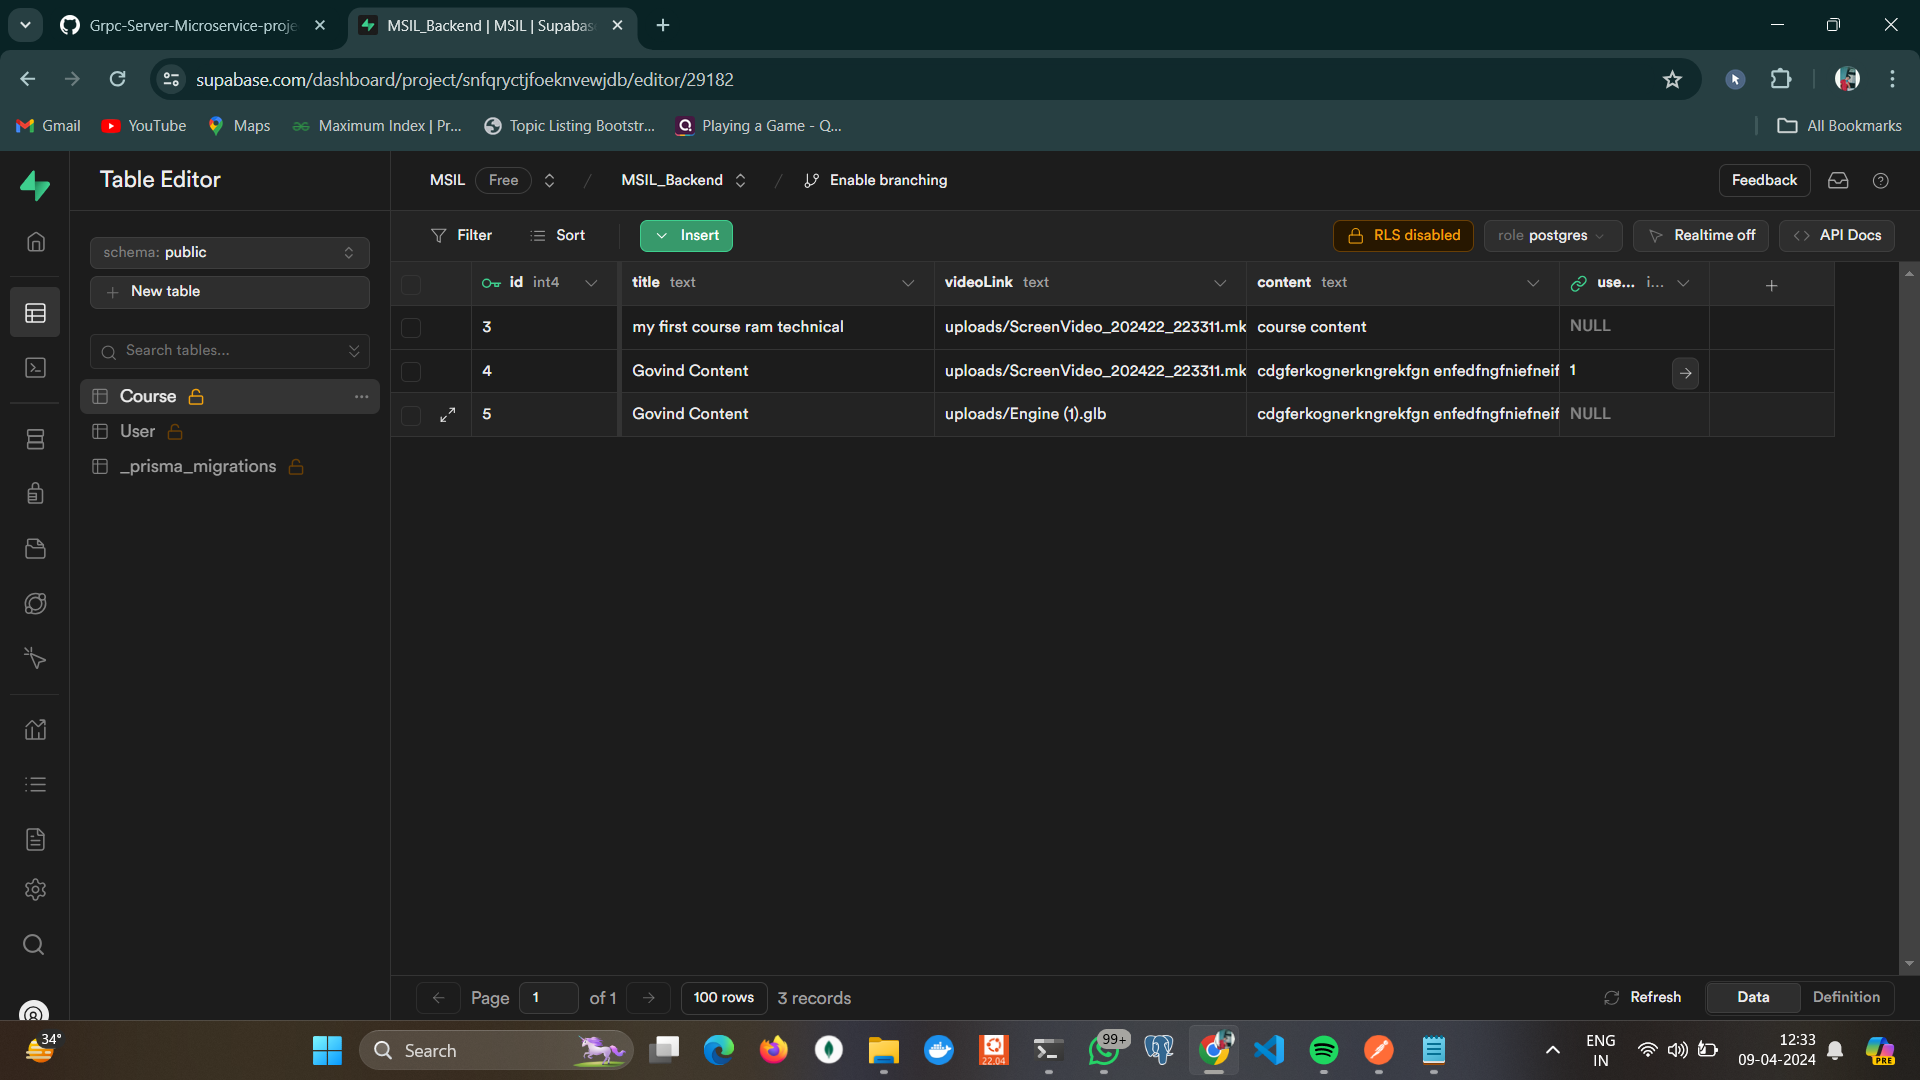 Grpc-Server-Microservice-proje
MSIL_Backend | MSIL | Supabas
supabase.com/dashboard/project/snfqryctjfoeknvewjdb/editor/29182
Gmail
YouTube
Maps
Maximum Index | Pr...
Topic Listing Bootstr...
Playing a Game - Q...
All Bookmarks
Table Editor
MSIL Free / MSIL_Backend / Enable branching
Feedback
Filter
Sort
Insert
RLS disabled
role postgres
Realtime off
API Docs
schema: public
New table
Search tables...
Course
User
_prisma_migrations
id int4 title text videoLink text content text use... i...
3 my first course ram technical uploads/ScreenVideo_202422_223311.mk course content NULL
4 Govind Content uploads/ScreenVideo_202422_223311.mk cdgferkognerkngrekfgn enfedfngfniefneif 1
5 Govind Content uploads/Engine (1).glb cdgferkognerkngrekfgn enfedfngfniefneif NULL
Page 1 of 1 100 rows 3 records
Refresh
Data
Definition
34°
Search
22.04
99+
ENG
IN
12:33
09-04-2024
PRE